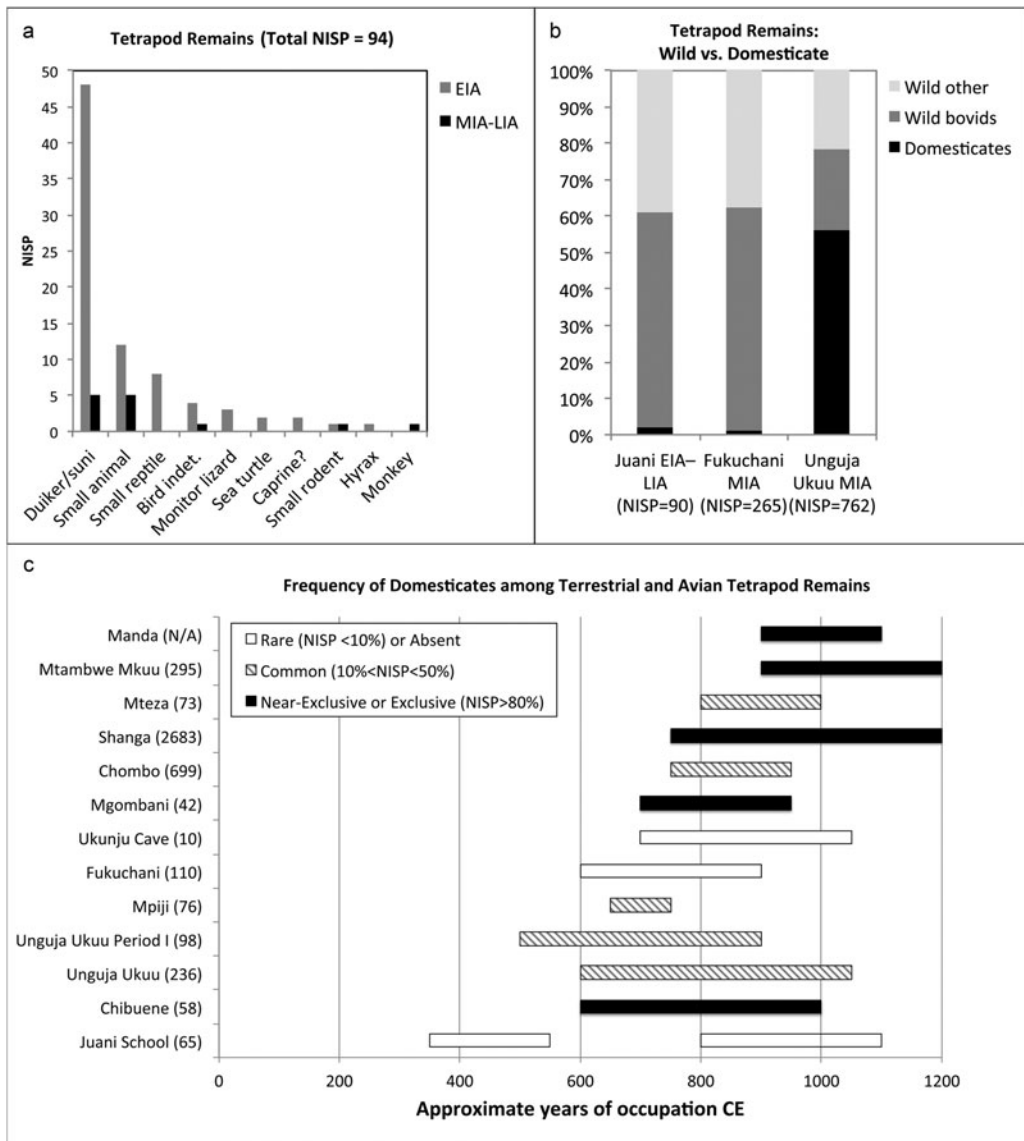 a
Tetrapod Remains (Total NISP = 94)
50
45
40
35
30
25
20
15
10
5
0
NISP
EIA
MIA-LIA
Duiker/suni
Small animal
Small reptile
Bird indet.
Monitor lizard
Sea turtle
Caprine?
Small rodent
Hyrax
Monkey
b
Tetrapod Remains:
Wild vs. Domesticate
100%
90%
80%
70%
60%
50%
40%
30%
20%
10%
0%
Wild other
Wild bovids
Domesticates
Juani EIA–
LIA
(NISP=90)
Fukuchani
MIA
(NISP=265)
Unguja
Ukuu MIA
(NISP=762)
c
Frequency of Domesticates among Terrestrial and Avian Tetrapod Remains
Rare (NISP <10%) or Absent
Common (10%<NISP<50%)
Near-Exclusive or Exclusive (NISP>80%)
Manda (N/A)
Mtambwe Mkuu (295)
Mteza (73)
Shanga (2683)
Chombo (699)
Mgombani (42)
Ukunju Cave (10)
Fukuchani (110)
Mpiji (76)
Unguja Ukuu Period I (98)
Unguja Ukuu (236)
Chibuene (58)
Juani School (65)
0 200 400 600 800 1000 1200
Approximate years of occupation CE